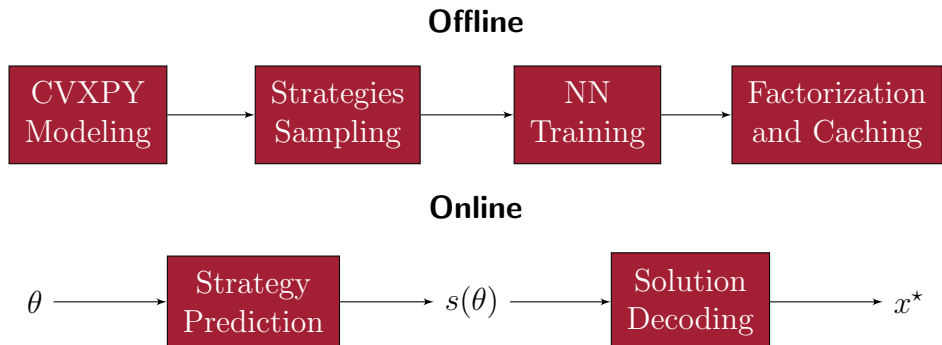 Offline
CVXPY
Modeling
Strategies
Sampling
NN
Training
Factorization
and Caching
Online
θ
Strategy
Prediction
s(θ)
Solution
Decoding
x⋆